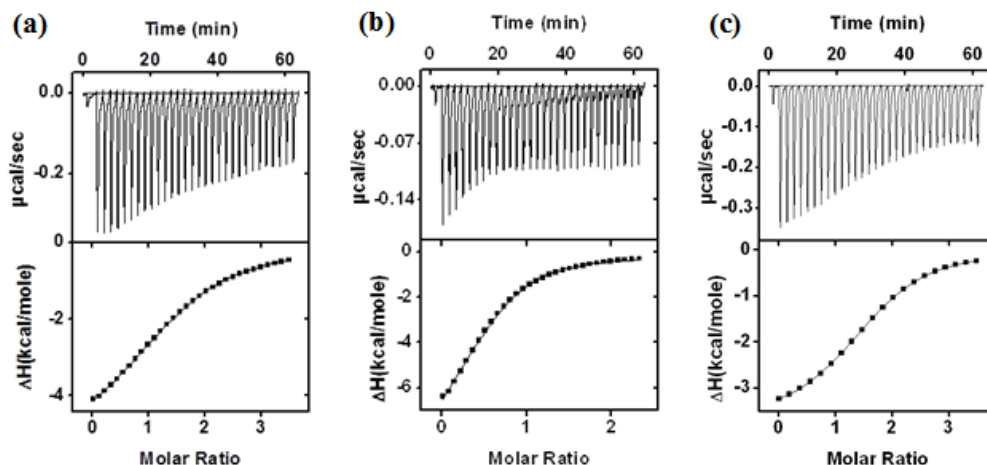 (a)
Time (min)
0 20 40 60
0.0
-0.2
µcal/sec
0
-2
-4
ΔH(kcal/mole)
0 1 2 3
Molar Ratio
(b)
Time (min)
0 20 40 60
0.00
-0.07
-0.14
µcal/sec
0
-2
-4
-6
ΔH(kcal/mole)
0 1 2
Molar Ratio
(c)
Time (min)
0 20 40 60
0.0
-0.1
-0.2
-0.3
µcal/sec
0
-1
-2
-3
ΔH(kcal/mole)
0 1 2 3
Molar Ratio